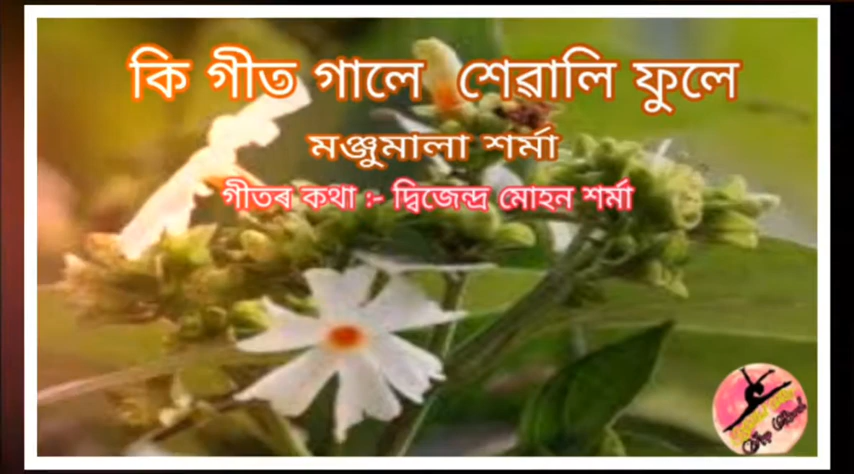 কি গীত গালে শেৱালি ফুলে
মঞ্জুমালা শৰ্মা
গীতৰ কথা :- দ্বিজেন্দ্ৰ মোহন শৰ্মা